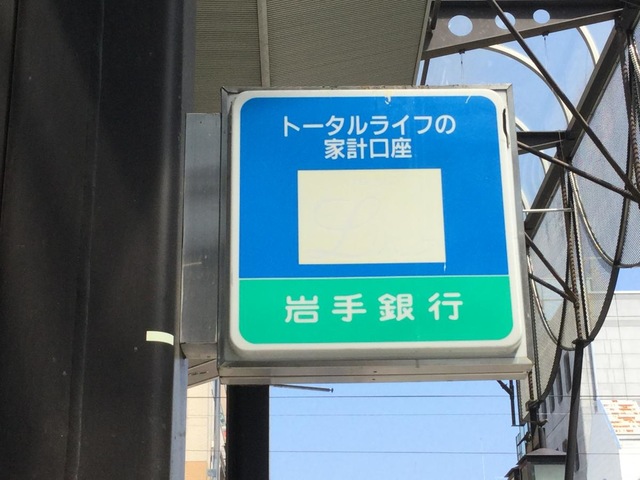 トータルライフの
家計口座
岩手銀行